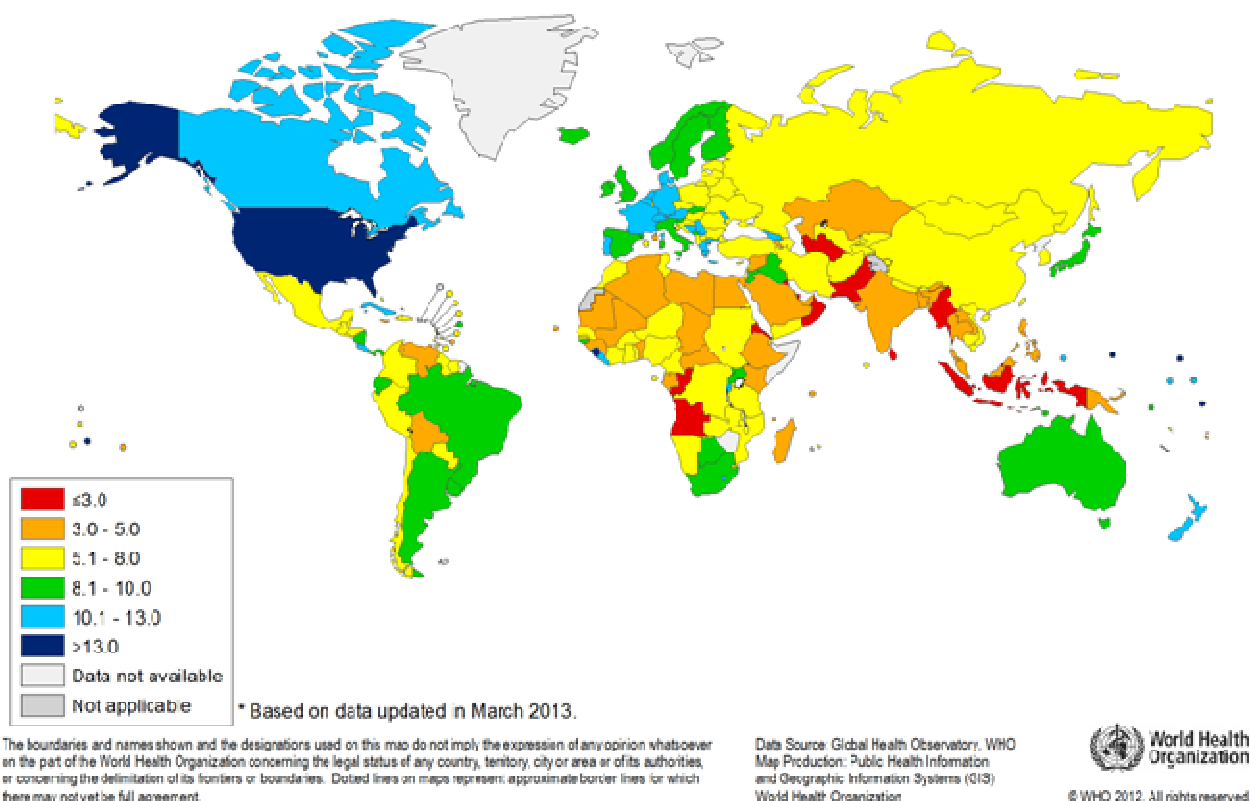 ≤3.0
3.0 - 5.0
5.1 - 8.0
8.1 - 10.0
10.1 - 13.0
>13.0
Data not available
Not applicable
* Based on data updated in March 2013.
The boundaries and names shown and the designations used on this map do not imply the expression of any opinion whatsoever
on the part of the World Health Organization concerning the legal status of any country, territory, city or area or of its authorities,
or concerning the delimitation of its frontiers or boundaries. Dotted lines on maps represent approximate border lines for which
there may not yet be full agreement.
Data Source: Global Health Observatory, WHO
Map Production: Public Health Information
and Geographic Information Systems (GIS)
World Health Organization
World Health
Organization
© WHO 2012. All rights reserved